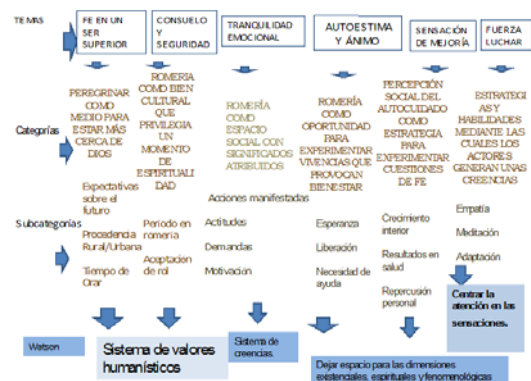 TEMAS
FE EN UN
SER
SUPERIOR
CONSUELO
Y
SEGURIDAD
TRANQUILIDAD
EMOCIONAL
AUTOESTIMA
Y ÁNIMO
SENSACIÓN
DE MEJORÍA
FUERZA
LUCHAR
Categorías
PEREGRINAR
COMO
MEDIO PARA
ESTAR MÁS
CERCA DE
DIOS
ROMERIA
COMO BIEN
CULTURAL
QUE
PRIVILEGIA
UN
MOMENTO
DE
ESPIRITUALI
DAD
ROMERÍA
COMO
ESPACIO
SOCIAL CON
SIGNIFICADOS
ATRIBUIDOS
ROMERÍA
COMO
OPORTUNIDAD
PARA
EXPERIMENTAR
VIVENCIAS QUE
PROVOCAN
BIENESTAR
PERCEPCIÓN
SOCIAL DEL
AUTOCUIDADO
COMO
ESTRATEGIA
PARA
EXPERIMENTAR
CUESTIONES
DE FE
ESTRATEGI
AS Y
HABILIDADES
MEDIANTE LAS
CUALES LOS
ACTORES
GENERAN UNAS
CREENCIAS
Subcategorías
Expectativas
sobre el
futuro
Procedencia
Rural/Urbana
Tiempo de
Orar
Periodo en
romería
Aceptacion
de rol
Acciones manifestadas
Actitudes
Demandas
Motivación
Esperanza
Liberación
Necesidad de
ayuda
Crecimiento
interior
Resultados en
salud
Repercusión
personal
Empatía
Meditación
Adaptación
Watson
Sistema de valores
humanísticos
Sistema de
creencias.
Dejar espacio para las dimensiones
existenciales, espirituales y fenomenológicas
Centrar la
atención en las
sensaciones.